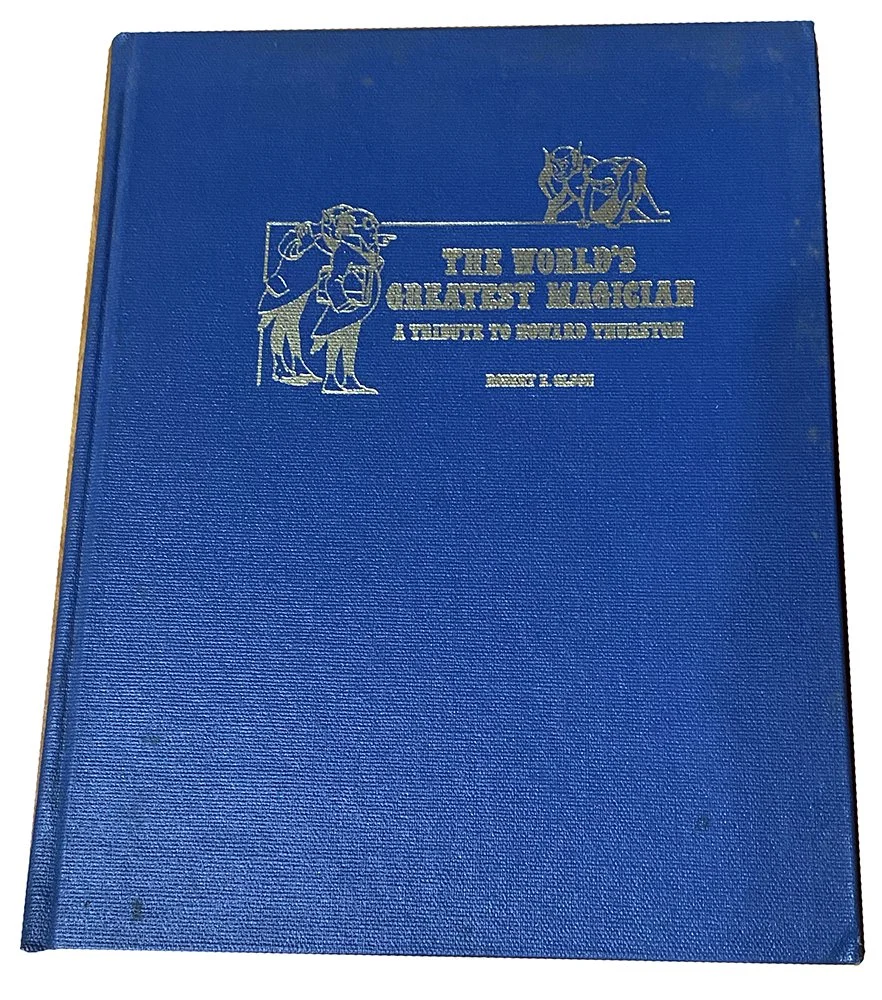 THE WORLD'S
GREATEST MAGICIAN
A TRIBUTE TO HOWARD THURSTON
ROBERT E. OLSON